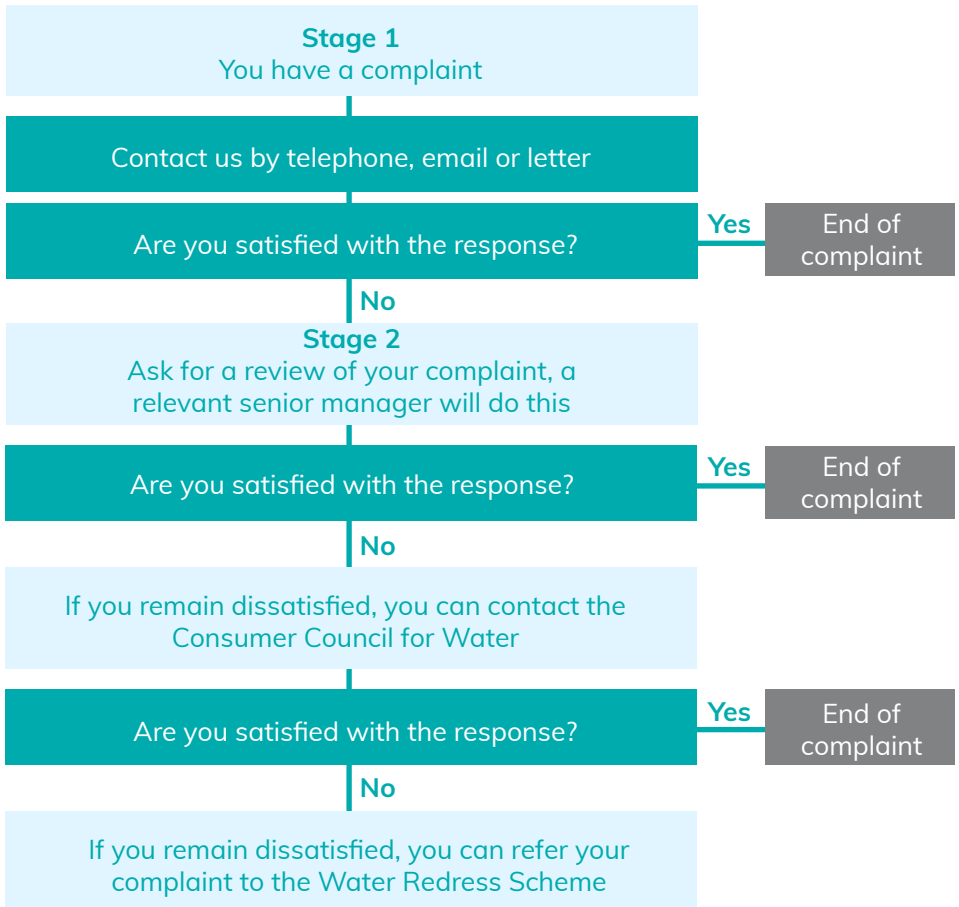 Stage 1
You have a complaint
Contact us by telephone, email or letter
Are you satisfied with the response?
Yes
End of
complaint
No
Stage 2
Ask for a review of your complaint, a
relevant senior manager will do this
Are you satisfied with the response?
Yes
End of
complaint
No
If you remain dissatisfied, you can contact the
Consumer Council for Water
Are you satisfied with the response?
Yes
End of
complaint
No
If you remain dissatisfied, you can refer your
complaint to the Water Redress Scheme